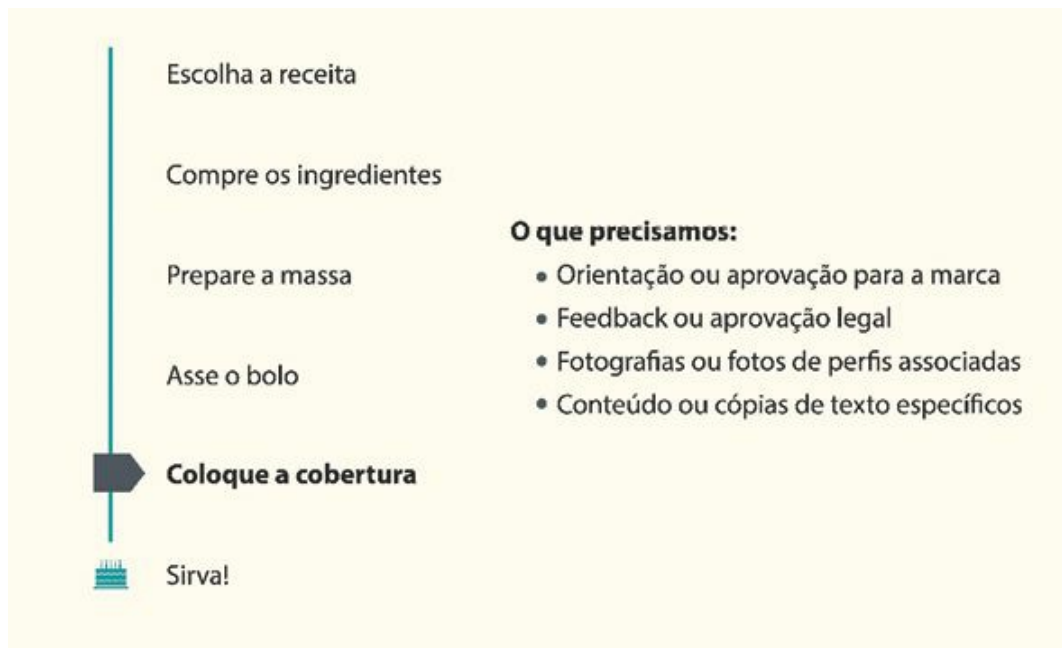 Escolha a receita
Compre os ingredientes
Prepare a massa
Asse o bolo
Coloque a cobertura
Sirva!
O que precisamos:
• Orientação ou aprovação para a marca
• Feedback ou aprovação legal
• Fotografias ou fotos de perfis associadas
• Conteúdo ou cópias de texto específicos